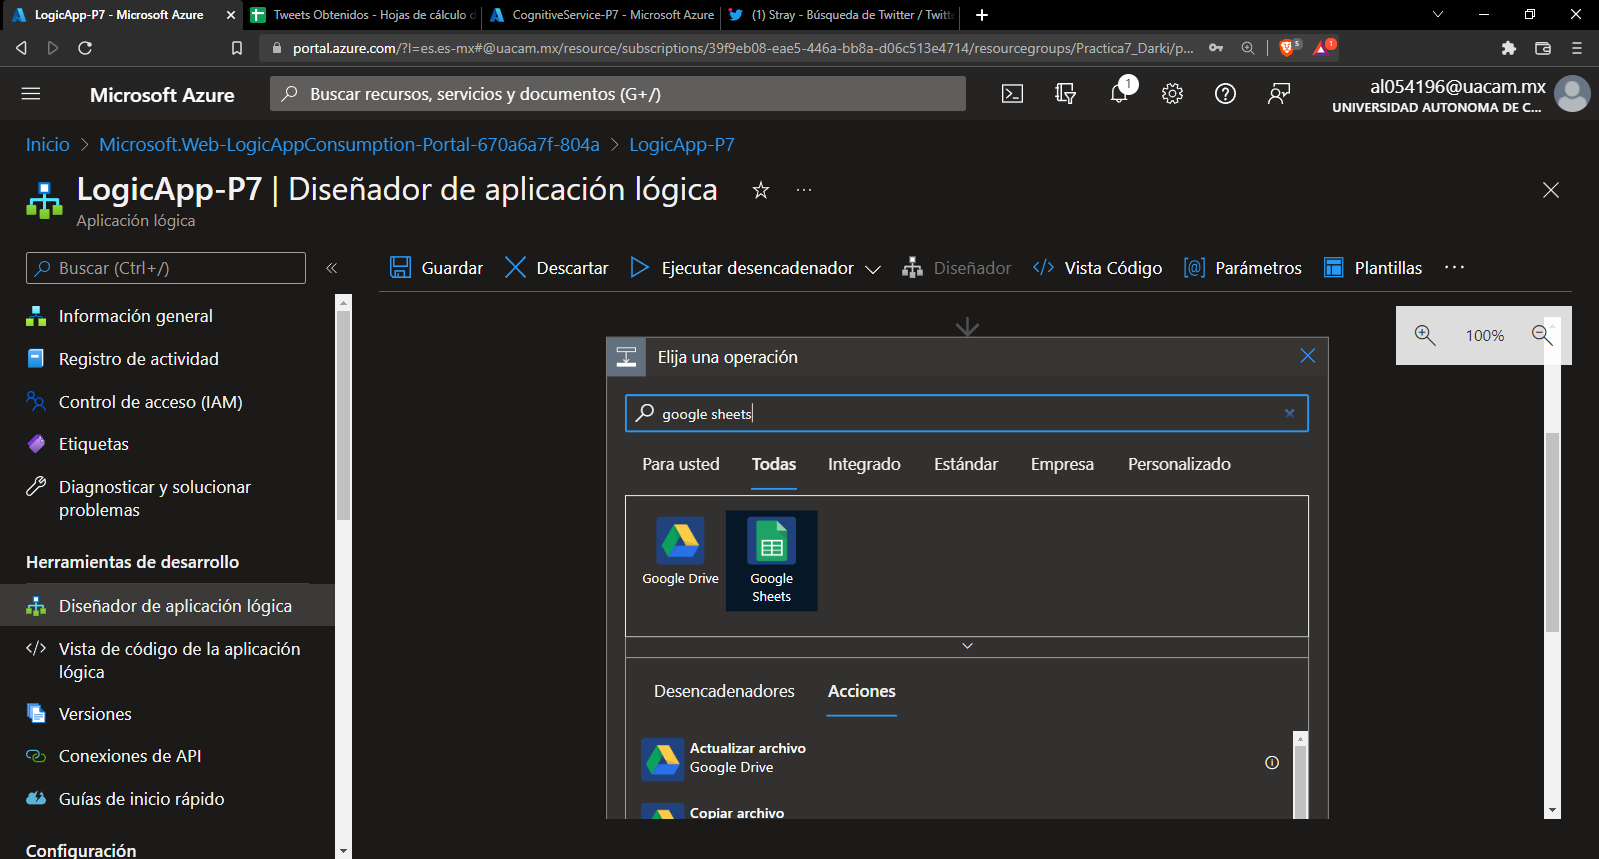 LogicApp-P7 - Microsoft Azure
Tweets Obtenidos - Hojas de cálculo d
CognitiveService-P7 - Microsoft Azure
(1) Stray - Búsqueda de Twitter / Twitte
portal.azure.com/?l=es.es-mx#@uacam.mx/resource/subscriptions/39f9eb08-eae5-446a-bb8a-d06c513e4714/resourcegroups/Practica7_Darki/p...
5
1
Microsoft Azure
Buscar recursos, servicios y documentos (G+/)
1
al054196@uacam.mx
UNIVERSIDAD AUTONOMA DE C...
Inicio > Microsoft.Web-LogicAppConsumption-Portal-670a6a7f-804a > LogicApp-P7
LogicApp-P7 | Diseñador de aplicación lógica
Aplicación lógica
Buscar (Ctrl+/)
Guardar
Descartar
Ejecutar desencadenador
Diseñador
Vista Código
Parámetros
Plantillas
Información general
Registro de actividad
Control de acceso (IAM)
Etiquetas
Diagnosticar y solucionar
problemas
Herramientas de desarrollo
Diseñador de aplicación lógica
Vista de código de la aplicación
lógica
Versiones
Conexiones de API
Guías de inicio rápido
Configuración
100%
Elija una operación
google sheets
Para usted
Todas
Integrado
Estándar
Empresa
Personalizado
Google Drive
Google
Sheets
Desencadenadores
Acciones
Actualizar archivo
Google Drive
Copiar archivo